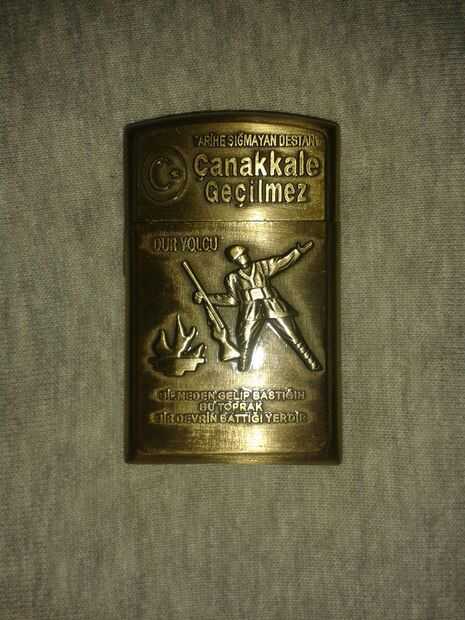 TARİHE SIĞMAYAN DESTAN
Çanakkale
Geçilmez
DUR YOLCU
BİLMEDEN GELİP BASTIĞIN
BU TOPRAK
BİR DEVRİN BATTIĞI YERDİR